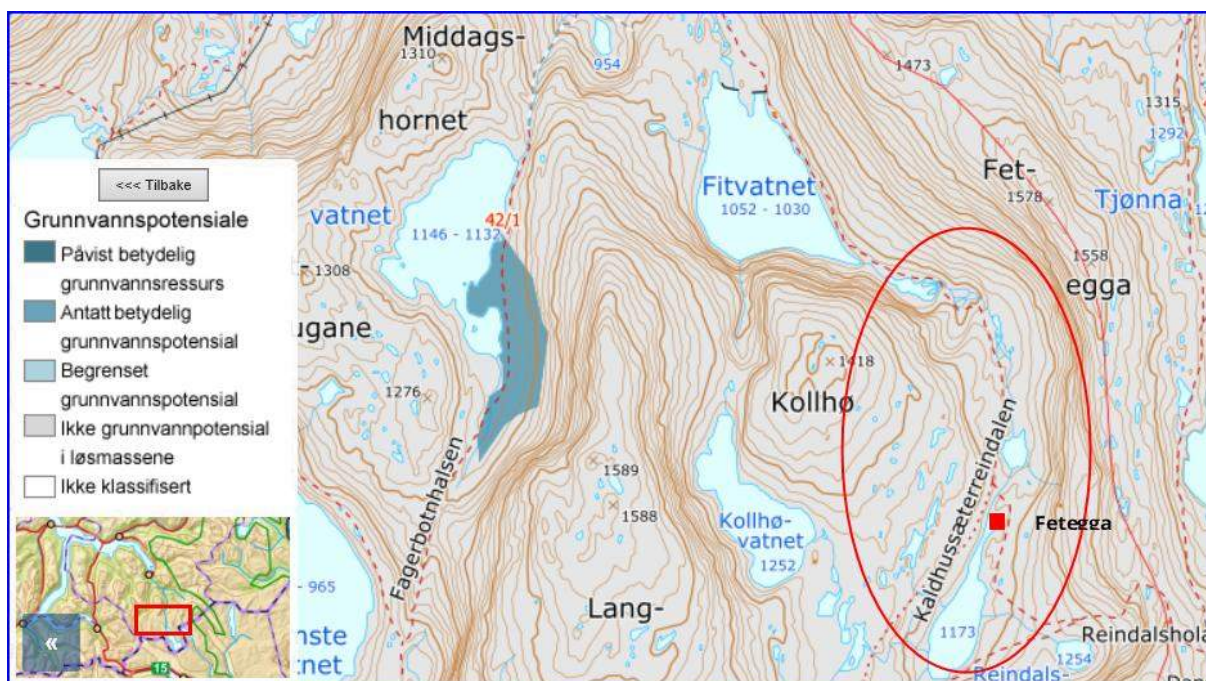 Middags-
1310
hornet
954
1473
1315
1292
Fitvatnet
1052 - 1030
Fet-
1578
Tjønna
<<< Tilbake
Grunnvannspotensiale
Påvist betydelig
grunnvannsressurs
Antatt betydelig
grunnvannspotensial
Begrenset
grunnvannspotensial
Ikke grunnvannpotensial
i løsmassene
Ikke klassifisert
vatnet
42/1
1146 - 1132
1308
1558
egga
ugane
1276
1418
Kollhø
Fagerbotnhalsen
1589
1588
Kollhø-
vatnet
1252
Kaldhussæterreindalen
Fetegga
- 965
Lang-
1173
Reindalshola
1254
nste
tnet
Reindals-
«
15